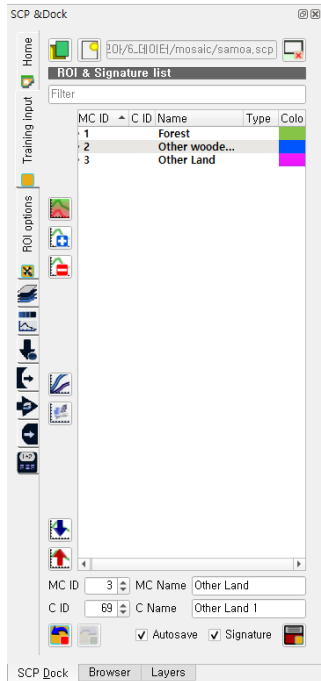 SCP &Dock
Home
Training input
ROI options
/6_데이터/mosaic/samoa,scp
ROI & Signature list
Filter
MC ID C ID Name Type Colo
1 Forest
2 Other woode...
3 Other Land
MC ID 3 MC Name Other Land
C ID 69 C Name Other Land 1
Autosave Signature
SCP Dock Browser Layers